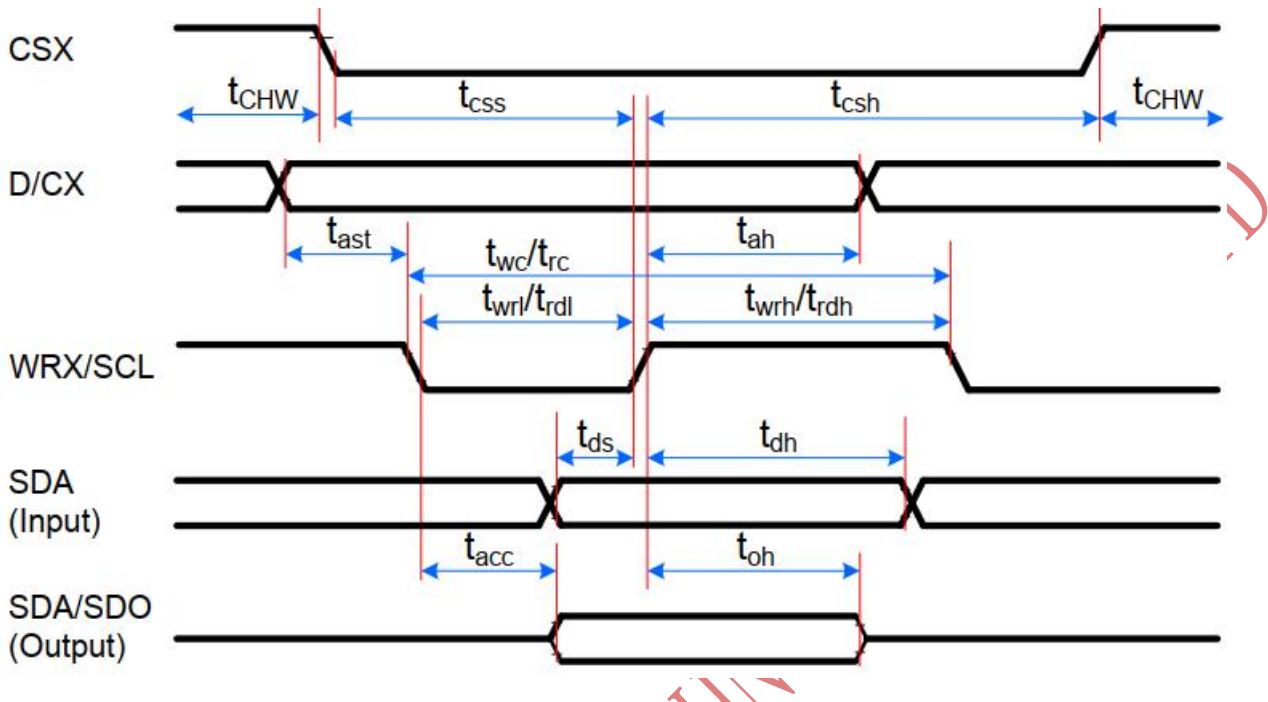 CSX
tCHW tcss tcsh tCHW
D/CX
tast tah
twc/trc
twrl/trdl twrh/trdh
WRX/SCL
tds tdh
SDA
(Input)
tacc toh
SDA/SDO
(Output)